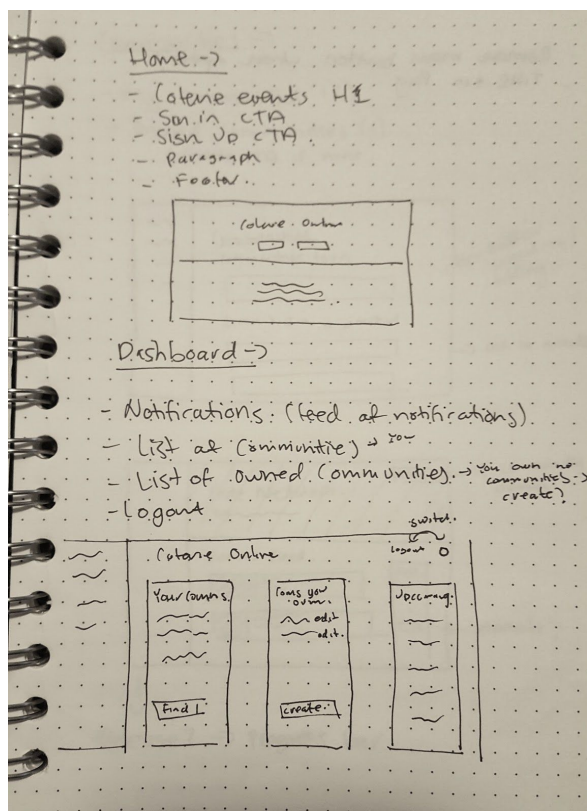 Home ->
- Coterie events H1
- Sign in CTA
- Sign Up CTA.
- Paragraph
- Footer.
Coterie Online
Dashboard ->
- Notifications. (feed of notifications)
- List of Communities -> You
- List of owned Communities. -> You own no communities -> create?
- Logout
switch.
Coterie Online
Logout
Your Comms.
Coms you own.
edit
edit.
Upcoming.
Find
Create.